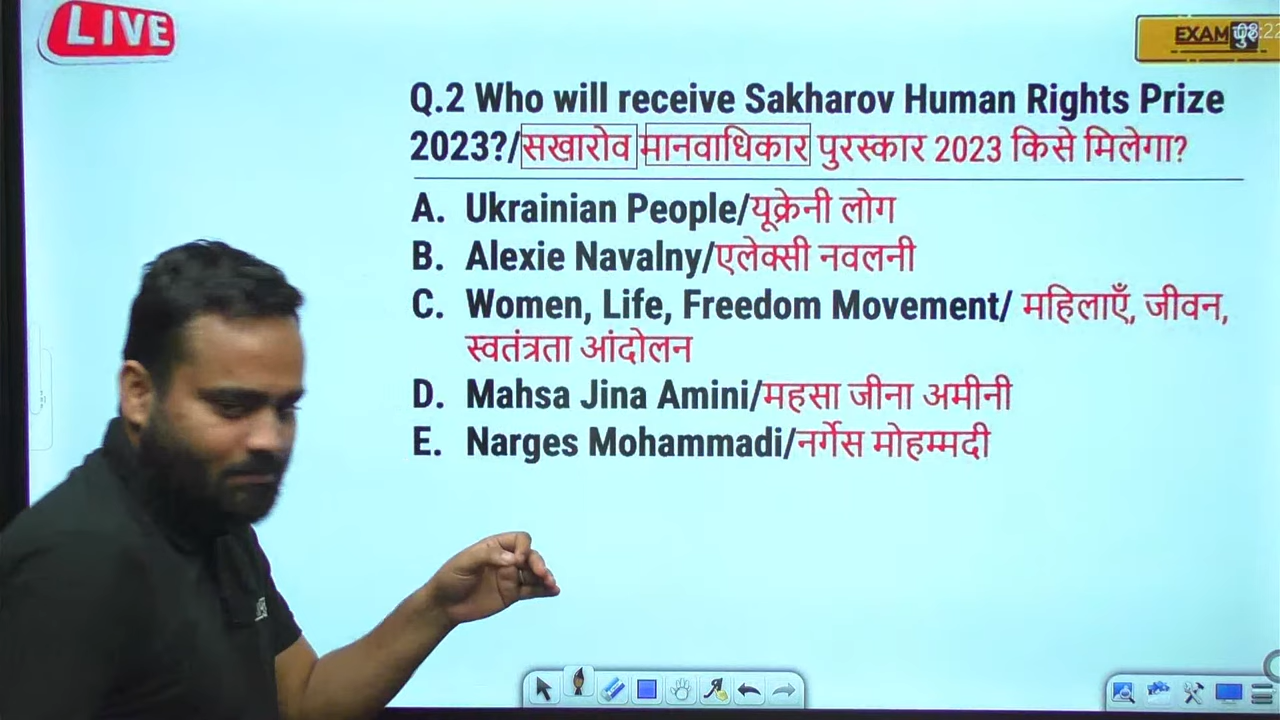 LIVE
EXAM पुर
08:22
Q.2 Who will receive Sakharov Human Rights Prize
2023?/सखारोव मानवाधिकार पुरस्कार 2023 किसे मिलेगा?
A. Ukrainian People/यूक्रेनी लोग
B. Alexie Navalny/एलेक्सी नवलनी
C. Women, Life, Freedom Movement/ महिलाएँ, जीवन,
स्वतंत्रता आंदोलन
D. Mahsa Jina Amini/महसा जीना अमीनी
E. Narges Mohammadi/नर्गेस मोहम्मदी